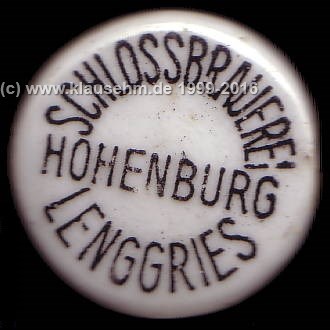 SCHLOSSBRAUEREI
(c) www.klausehm.de 1999-2016
HOHENBURG
LENGGRIES